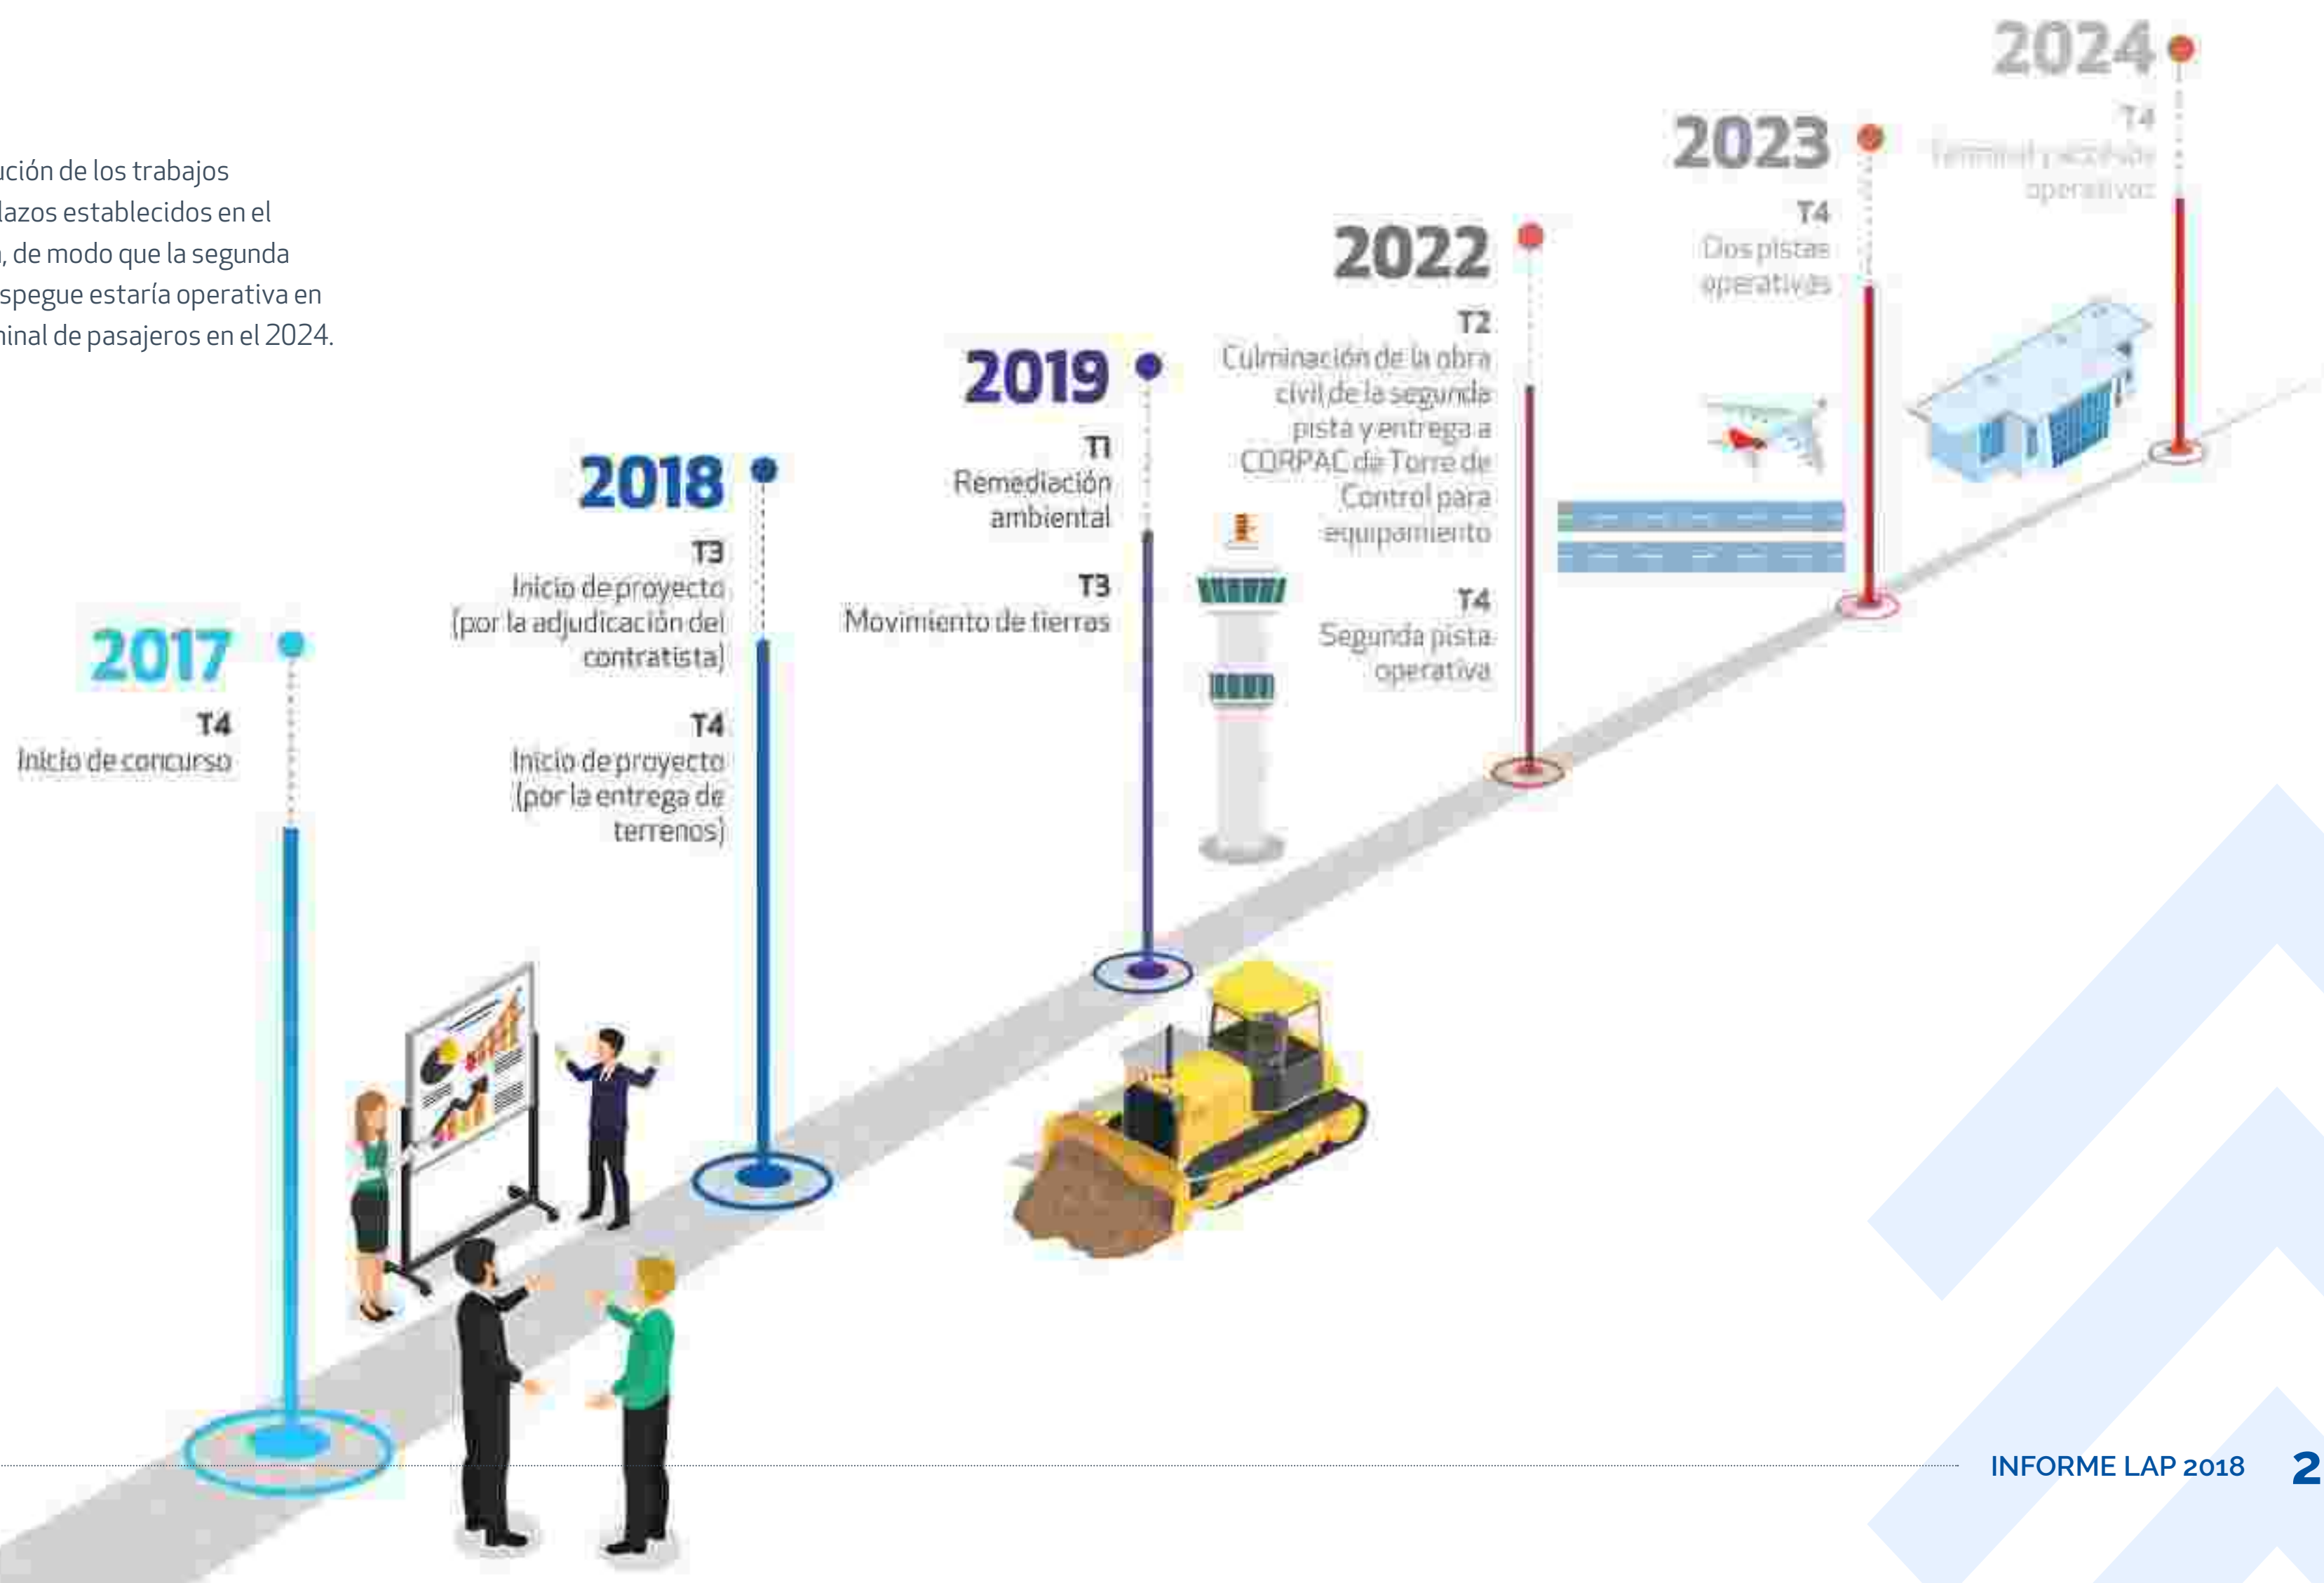 ución de los trabajos
lazos establecidos en el
, de modo que la segunda
spegue estaría operativa en
inal de pasajeros en el 2024.
2017
T4
Inicio de concurso
2018
T3
Inicio de proyecto
(por la adjudicación del
contratista)
T4
Inicio de proyecto
(por la entrega de
terrenos)
2019
T1
Remediación
ambiental
T3
Movimiento de tierras
2022
T2
Culminación de la obra
civil de la segunda
pista y entrega a
CORPAC de Torre de
Control para
equipamiento
T4
Segunda pista
operativa
2023
T4
Dos pistas
operativas
2024
T4
Terminal y accesos
operativos
INFORME LAP 2018 2